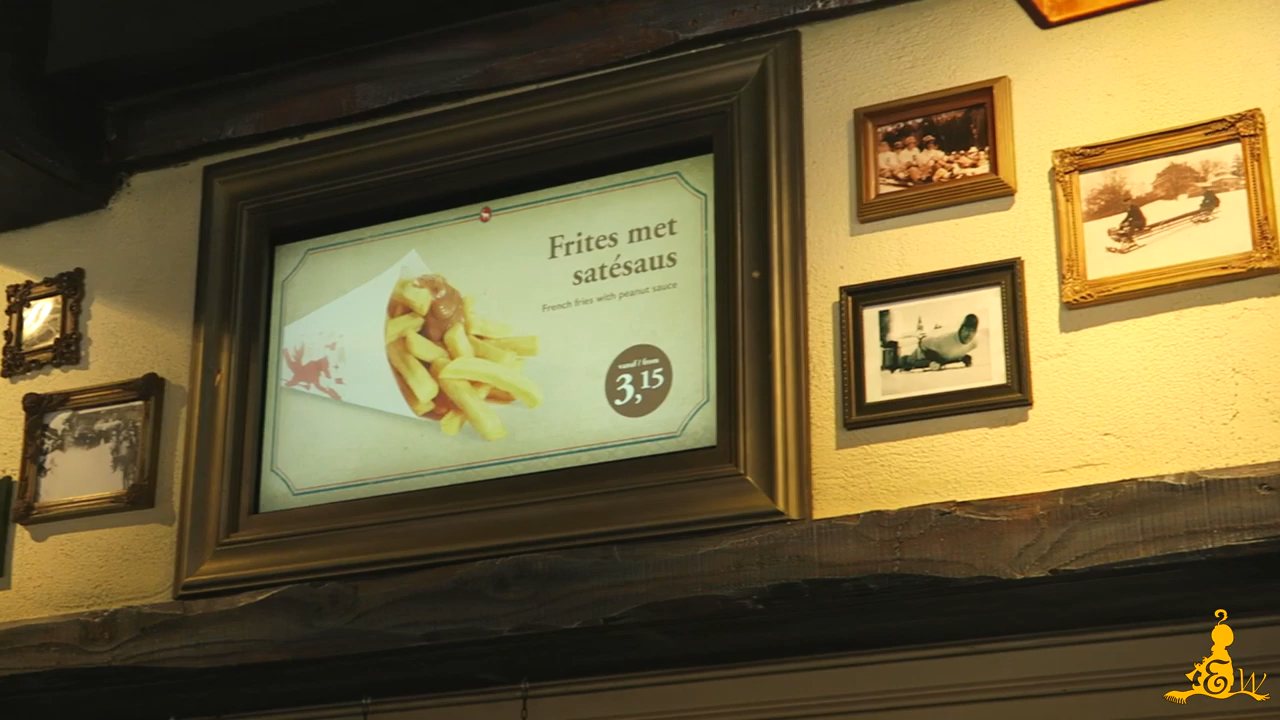 Frites met
satésaus
French fries with peanut sauce
vanaf / from
3,15
&W